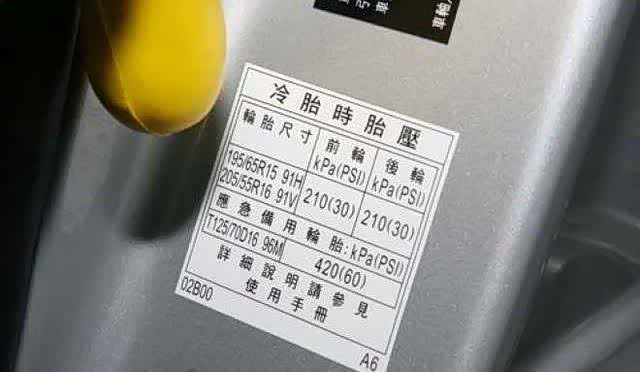 冷胎時胎壓
輪胎尺寸 前輪 kPa(PSI) 後輪 kPa(PSI)
195/65R15 91H
205/55R16 91V
210(30) 210(30)
應急備用輪胎:kPa(PSI)
T125/70D16 96M 420(60)
詳細說明請參見
使用手冊
02B00 A6